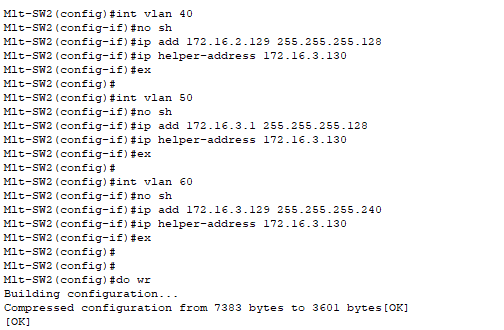 Mlt-SW2(config)#int vlan 40
Mlt-SW2(config-if)#no sh
Mlt-SW2(config-if)#ip add 172.16.2.129 255.255.255.128
Mlt-SW2(config-if)#ip helper-address 172.16.3.130
Mlt-SW2(config-if)#ex
Mlt-SW2(config)#
Mlt-SW2(config)#int vlan 50
Mlt-SW2(config-if)#no sh
Mlt-SW2(config-if)#ip add 172.16.3.1 255.255.255.128
Mlt-SW2(config-if)#ip helper-address 172.16.3.130
Mlt-SW2(config-if)#ex
Mlt-SW2(config)#
Mlt-SW2(config)#int vlan 60
Mlt-SW2(config-if)#no sh
Mlt-SW2(config-if)#ip add 172.16.3.129 255.255.255.240
Mlt-SW2(config-if)#ip helper-address 172.16.3.130
Mlt-SW2(config-if)#ex
Mlt-SW2(config)#
Mlt-SW2(config)#
Mlt-SW2(config)#do wr
Building configuration...
Compressed configuration from 7383 bytes to 3601 bytes[OK]
[OK]